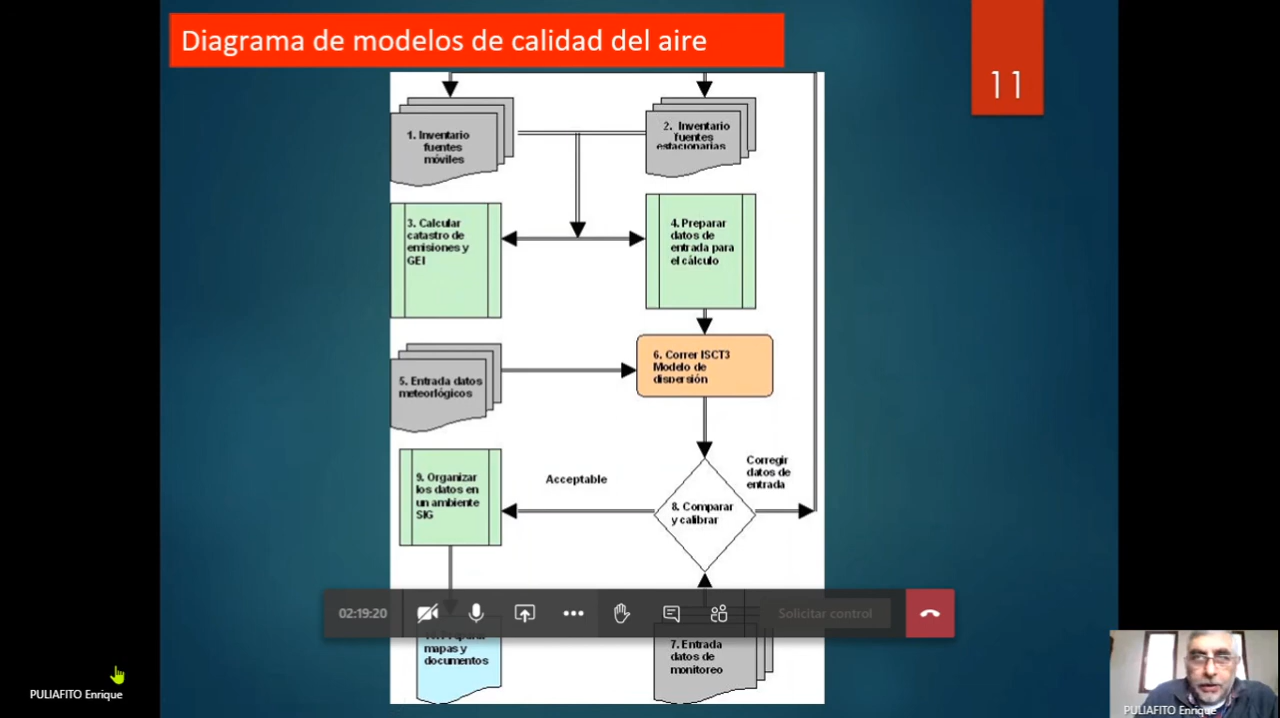 Diagrama de modelos de calidad del aire
11
1. Inventario
fuentes
móviles
2. Inventario
fuentes
estacionarias
3. Calcular
catastro de
emisiones y
GEI
4. Preparar
datos de
entrada para
el cálculo
5. Entrada datos
meteorlógicos
6. Correr ISCT3
Modelo de
dispersión
9. Organizar
los datos en
un ambiente
SIG
Acceptable
8. Comparar
y calibrar
Corregir
datos de
entrada
02:19:20
Solicitar control
mapas y
documentos
7. Entrada
datos de
monitoreo
PULIAFITO Enrique
PULIAFITO Enrique